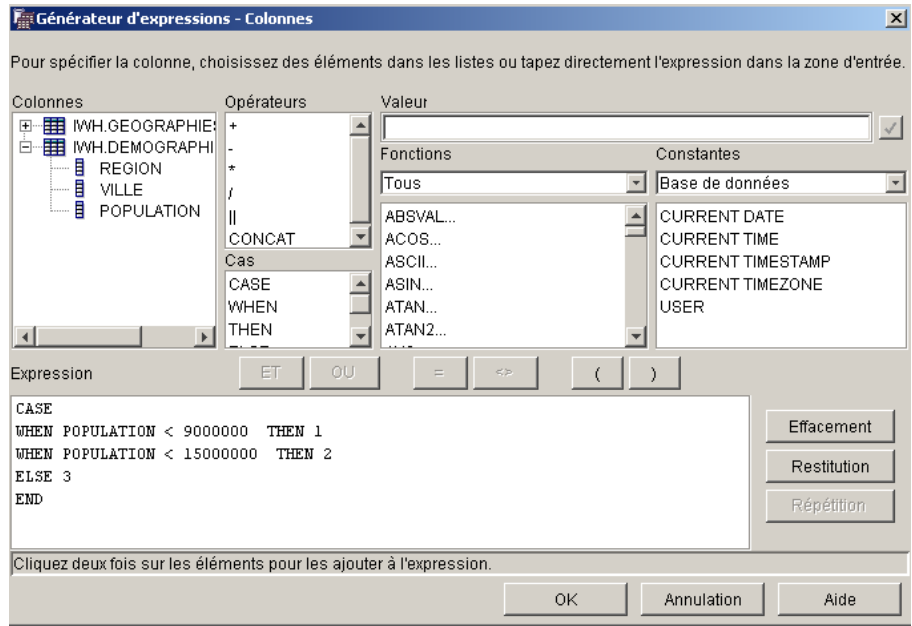 Générateur d'expressions - Colonnes
Pour spécifier la colonne, choisissez des éléments dans les listes ou tapez directement l'expression dans la zone d'entrée.
Colonnes
IWH.GEOGRAPHIE
IWH.DEMOGRAPHI
REGION
VILLE
POPULATION
Opérateurs
+
-
*
/
||
CONCAT
Cas
CASE
WHEN
THEN
Valeur
Fonctions
Tous
ABSVAL...
ACOS...
ASCII...
ASIN...
ATAN...
ATAN2...
Constantes
Base de données
CURRENT DATE
CURRENT TIME
CURRENT TIMESTAMP
CURRENT TIMEZONE
USER
Expression
ET
OU
=
<>
(
)
CASE
WHEN POPULATION < 9000000 THEN 1
WHEN POPULATION < 15000000 THEN 2
ELSE 3
END
Effacement
Restitution
Répétition
Cliquez deux fois sur les éléments pour les ajouter à l'expression.
OK
Annulation
Aide